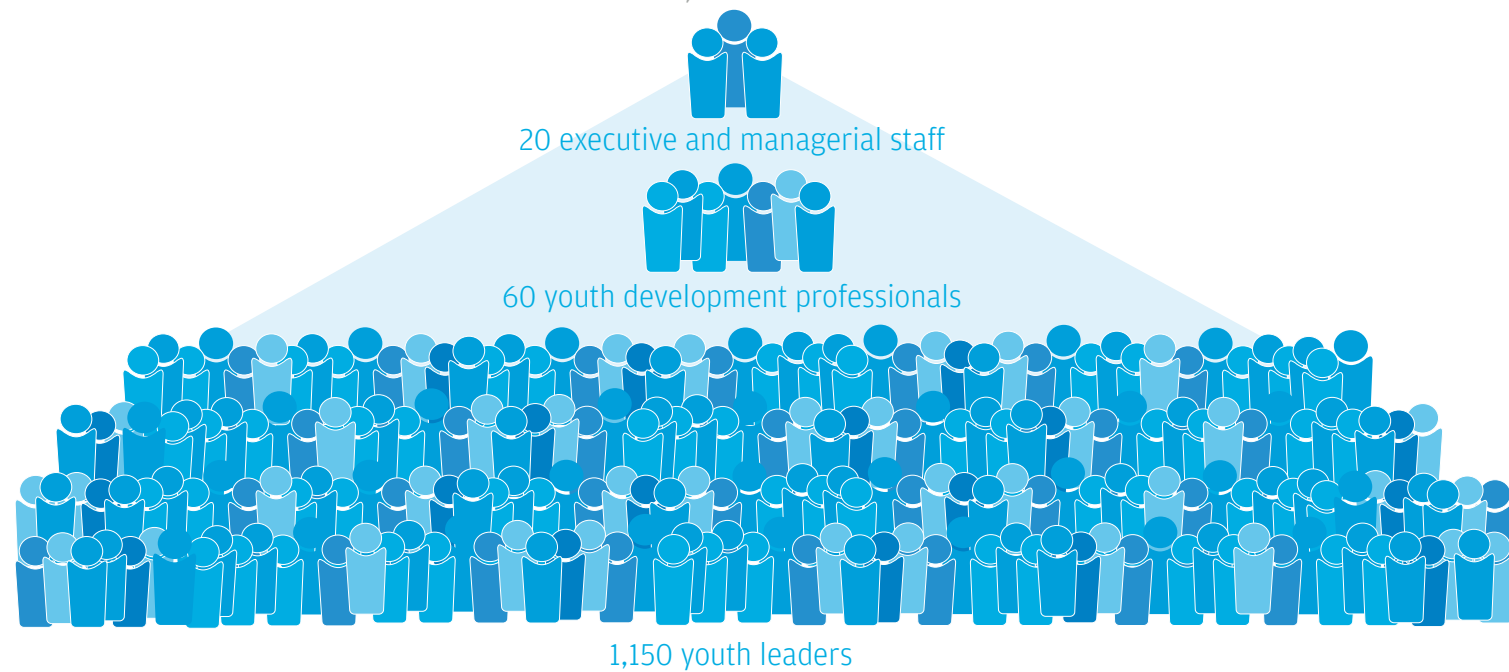 20 executive and managerial staff
60 youth development professionals
1,150 youth leaders